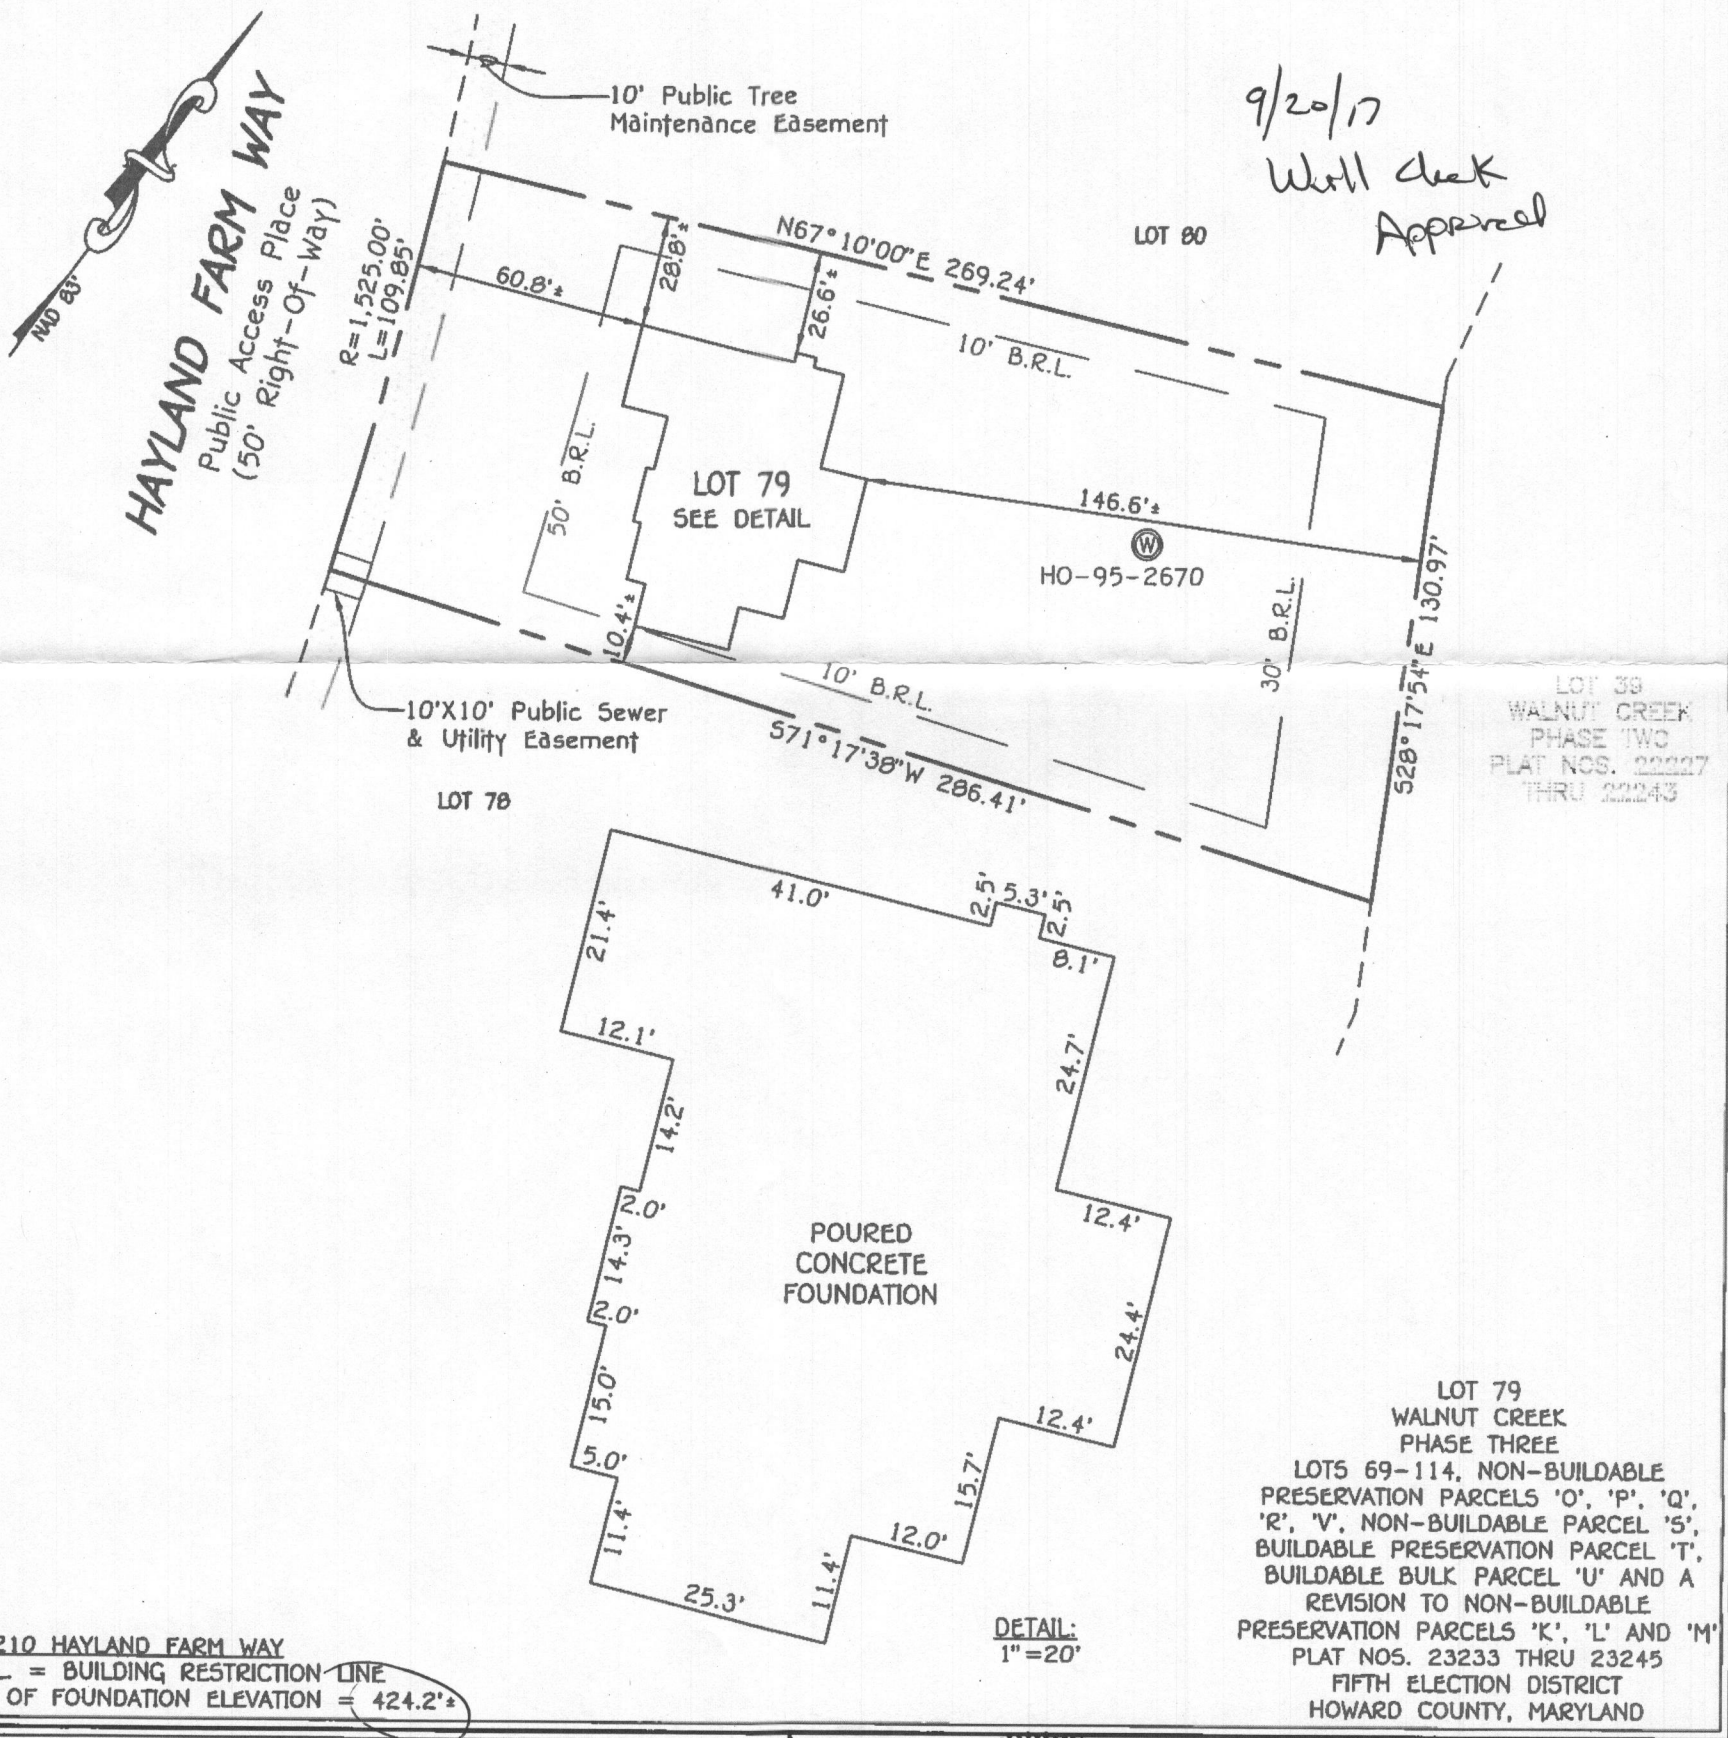 NAD 83'
HAYLAND FARM WAY
Public Access Place
(50' Right-Of-Way)
R=1,525.00'
L=109.85'
10' Public Tree
Maintenance Easement
9/20/17
Approved
LOT 80
N67°10'00"E 269.24'
60.8'±
28.8'±
26.6'±
10' B.R.L.
50' B.R.L.
LOT 79
SEE DETAIL
146.6'±
W
HO-95-2670
10.4'±
30' B.R.L.
S28°17'54"E 130.97'
10' B.R.L.
S71°17'38"W 286.41'
10'X10' Public Sewer
& Utility Easement
LOT 78
LOT 39
WALNUT CREEK
PHASE TWO
PLAT NOS. 22227
THRU 22243
41.0'
2.5'
5.3'
2.5'
8.1'
21.4'
12.1'
24.7'
14.2'
2.0'
12.4'
14.3'
POURED
CONCRETE
FOUNDATION
2.0'
24.4'
15.0'
12.4'
5.0'
15.7'
11.4'
12.0'
11.4'
25.3'
DETAIL:
1"=20'
LOT 79
WALNUT CREEK
PHASE THREE
LOTS 69-114, NON-BUILDABLE
PRESERVATION PARCELS 'O', 'P', 'Q',
'R', 'V', NON-BUILDABLE PARCEL 'S',
BUILDABLE PRESERVATION PARCEL 'T',
BUILDABLE BULK PARCEL 'U' AND A
REVISION TO NON-BUILDABLE
PRESERVATION PARCELS 'K', 'L' AND 'M'
PLAT NOS. 23233 THRU 23245
FIFTH ELECTION DISTRICT
HOWARD COUNTY, MARYLAND
210 HAYLAND FARM WAY
L. = BUILDING RESTRICTION LINE
OF FOUNDATION ELEVATION = 424.2'±